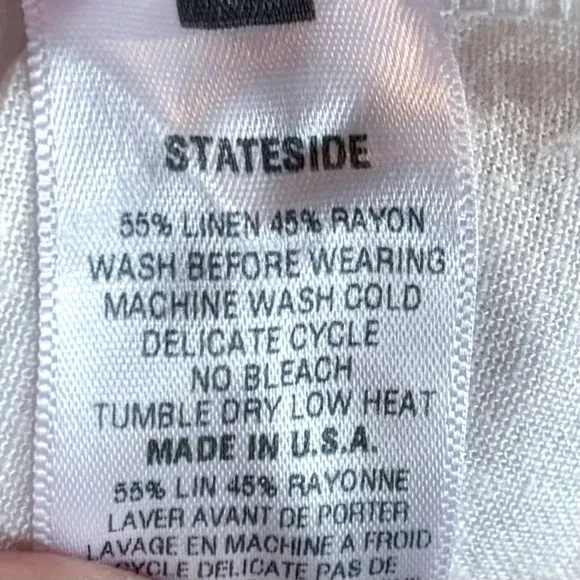 STATESIDE
55% LINEN 45% RAYON
WASH BEFORE WEARING
MACHINE WASH COLD
DELICATE CYCLE
NO BLEACH
TUMBLE DRY LOW HEAT
MADE IN U.S.A.
55% LIN 45% RAYONNE
LAVER AVANT DE PORTER
LAVAGE EN MACHINE A FROID
CYCLE DELICATE PAS DE